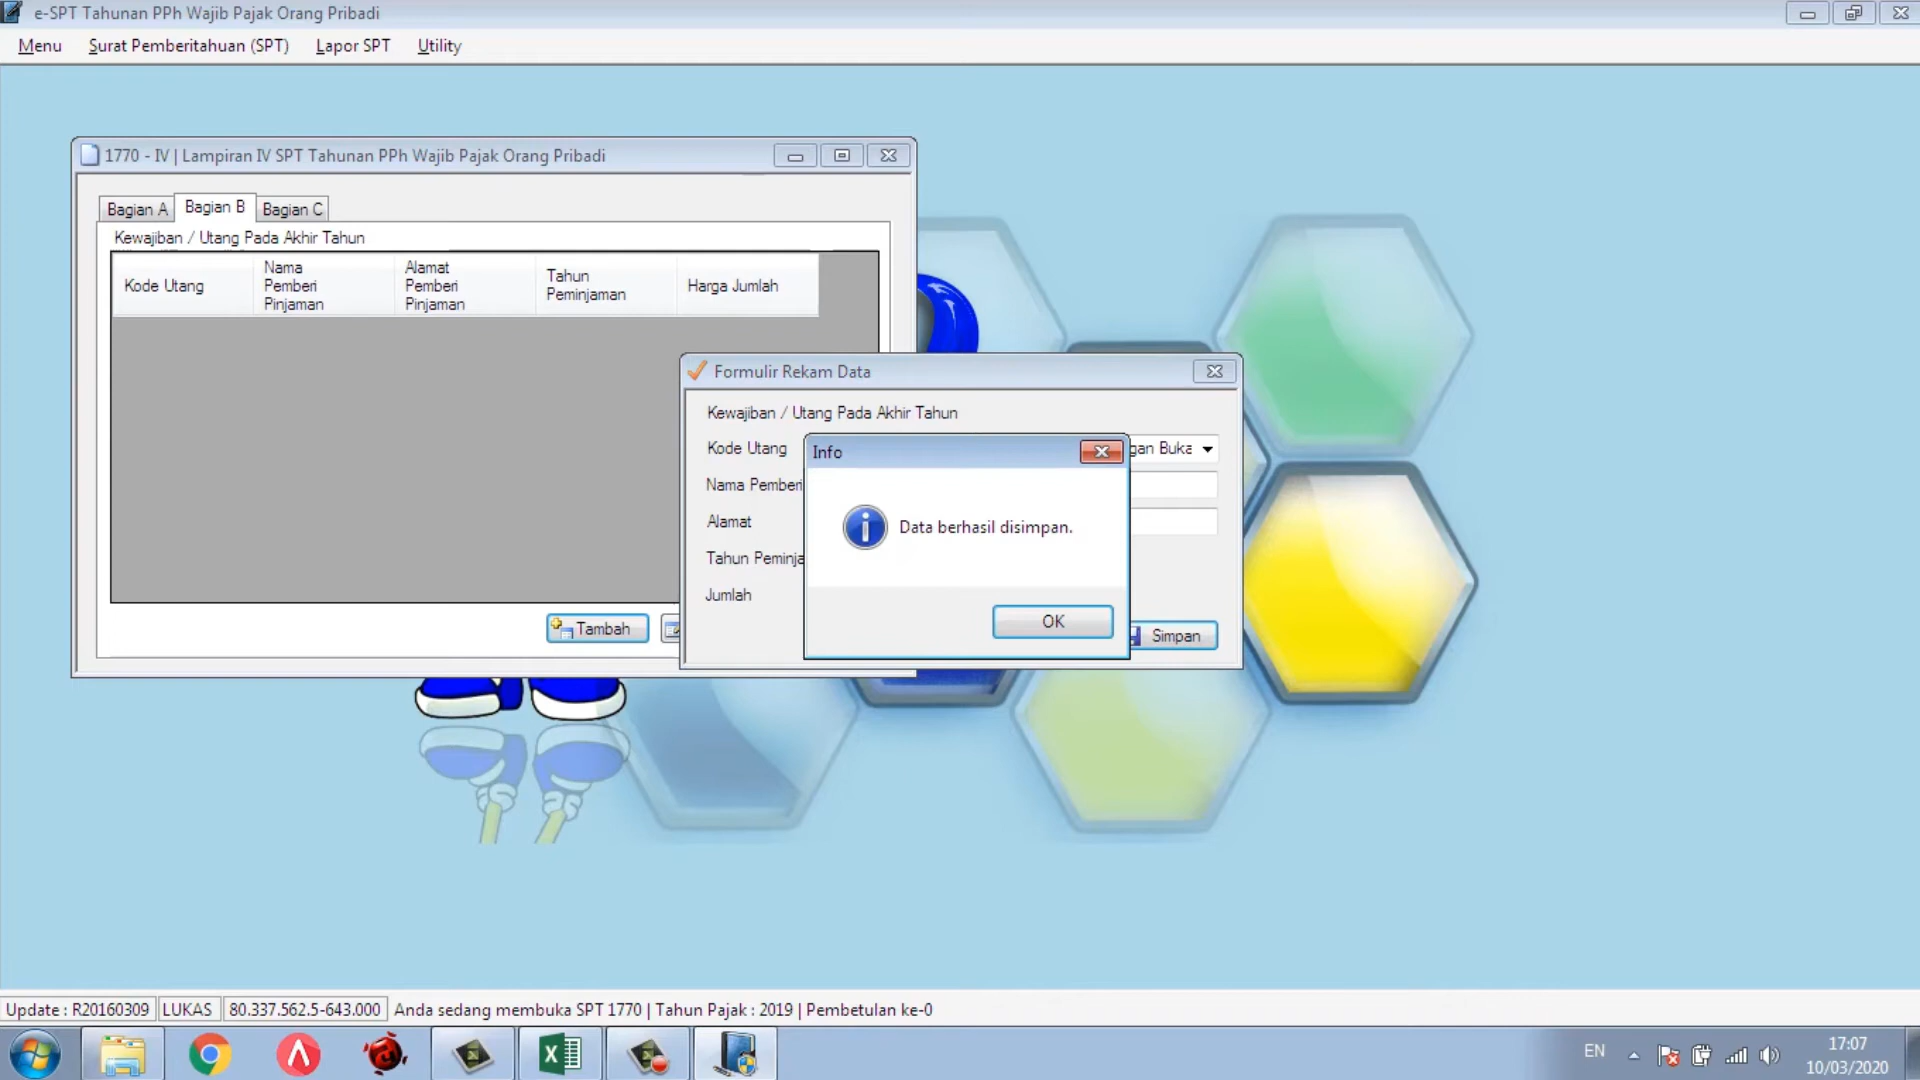 e-SPT Tahunan PPh Wajib Pajak Orang Pribadi
Menu Surat Pemberitahuan (SPT) Lapor SPT Utility
1770 - IV | Lampiran IV SPT Tahunan PPh Wajib Pajak Orang Pribadi
Bagian A Bagian B Bagian C
Kewajiban / Utang Pada Akhir Tahun
Kode Utang
Nama
Pemberi
Pinjaman
Alamat
Pemberi
Pinjaman
Tahun
Peminjaman
Harga Jumlah
Tambah
Formulir Rekam Data
Kewajiban / Utang Pada Akhir Tahun
Kode Utang
Nama Pemberi
Alamat
Tahun Peminja
Jumlah
gan Buka
Simpan
Info
Data berhasil disimpan.
OK
Update : R20160309 LUKAS 80.337.562.5-643.000 Anda sedang membuka SPT 1770 | Tahun Pajak : 2019 | Pembetulan ke-0
EN
17:07
10/03/2020